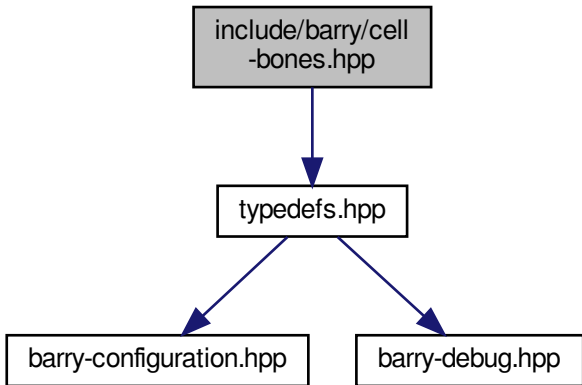 include/barry/cell
-bones.hpp
typedefs.hpp
barry-configuration.hpp
barry-debug.hpp